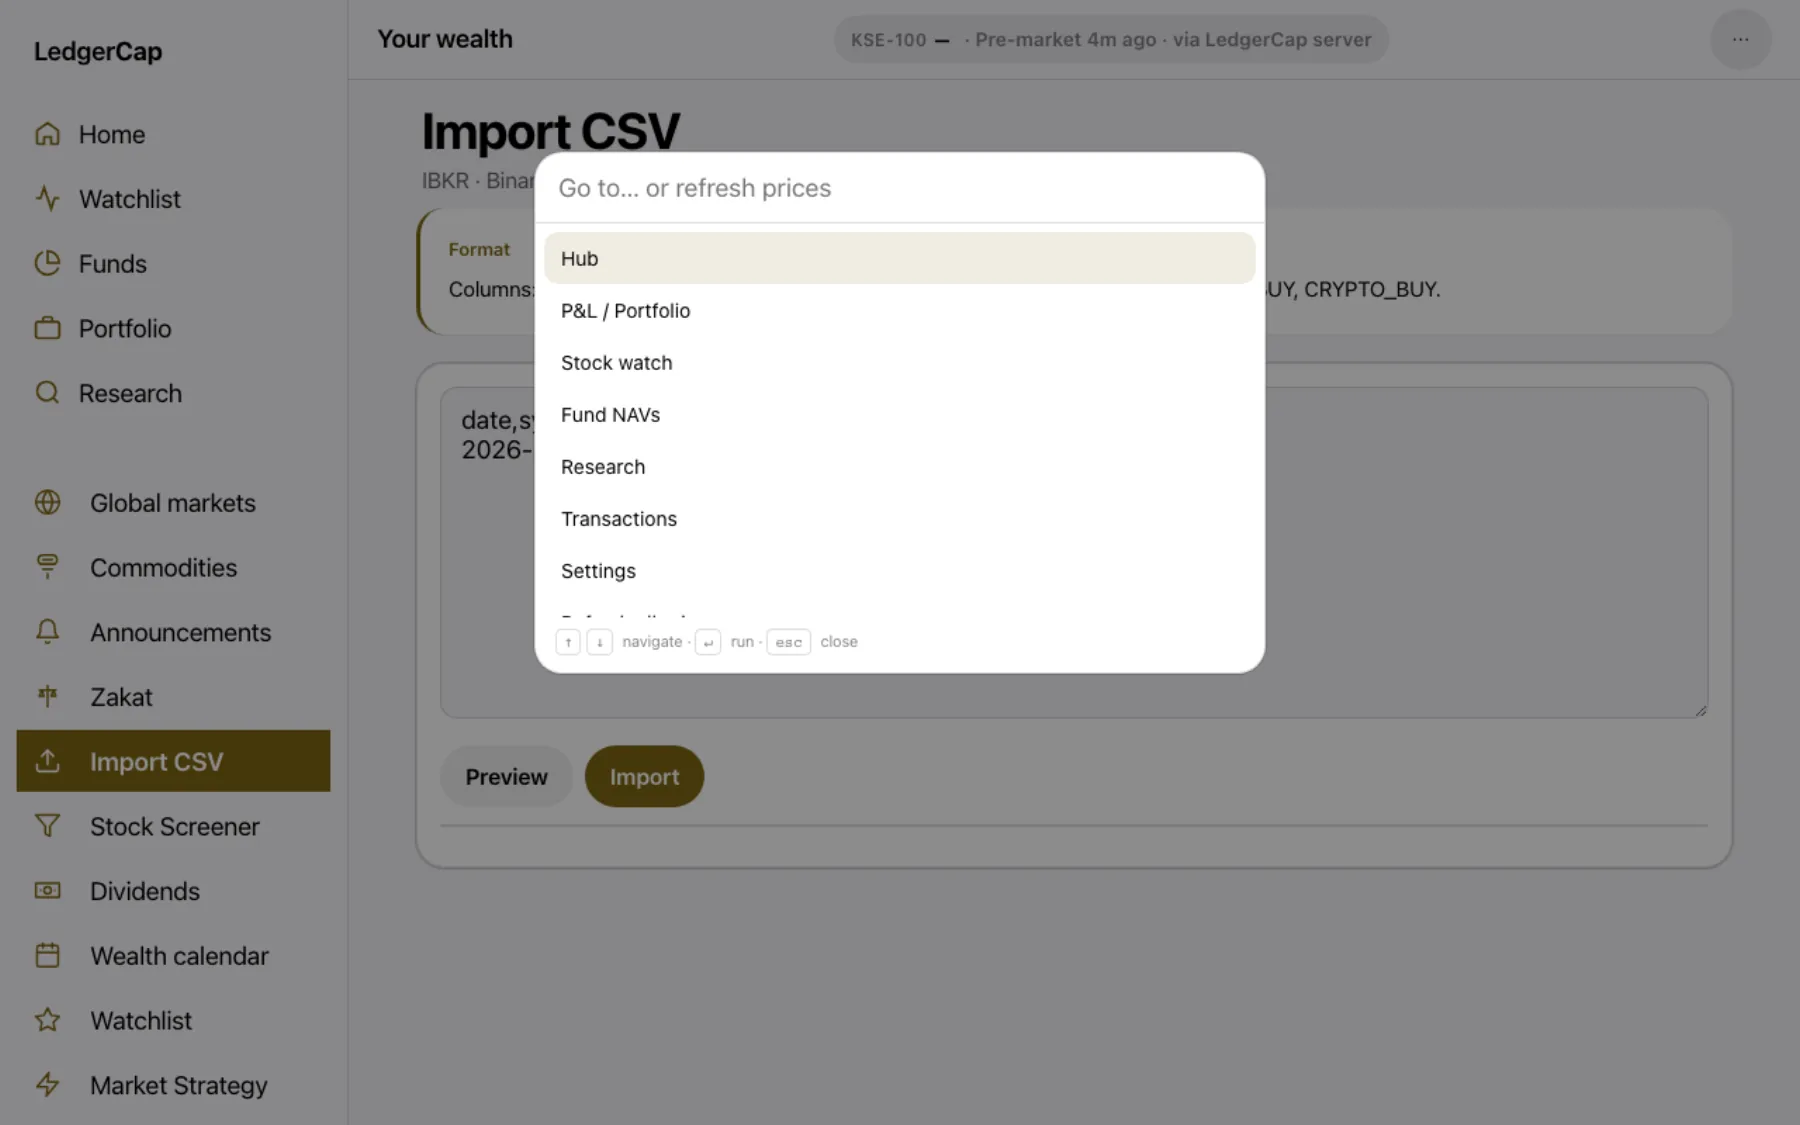 LedgerCap
Home
Watchlist
Funds
Portfolio
Research
Global markets
Commodities
Announcements
Zakat
Import CSV
Stock Screener
Dividends
Wealth calendar
Watchlist
Market Strategy
Your wealth
KSE-100 — · Pre-market 4m ago · via LedgerCap server
...
Import CSV
IBKR ·
Format
Columns: CRYPTO_BUY.
2026-
Go to... or refresh prices
Hub
P&L / Portfolio
Stock watch
Fund NAVs
Research
Transactions
Settings
↑ ↓ navigate · ↵ run · esc close
Preview
Import